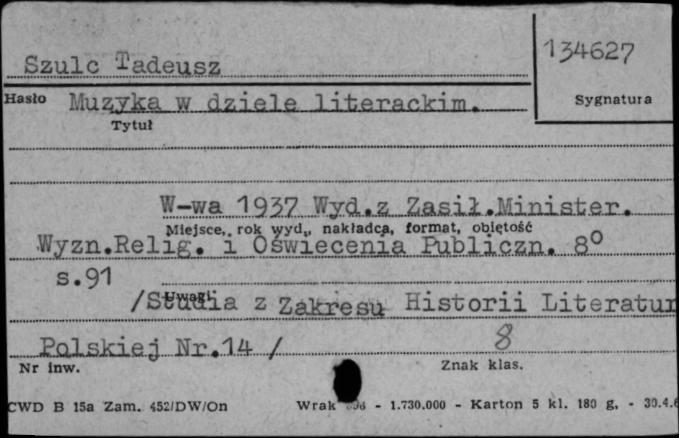 134627
Szulc Tadeusz
Hasło Muzyka w dziele literackim. Sygnatura
Tytuł
W-wa 1937 Wyd.z Zasił.Minister.
Miejsce, rok wyd., nakładca, format, objętość
Wyzn.Relig. i Oświecenia Publiczn. 8º
s.91
Uwagi
/Studia z Zakresu Historii Literatur
Polskiej Nr.14 / 8
Nr inw. Znak klas.
CWD B 15a Zam. 452/DW/On Wrak - 1.730.000 - Karton 5 kl. 180 g. - 30.4.6